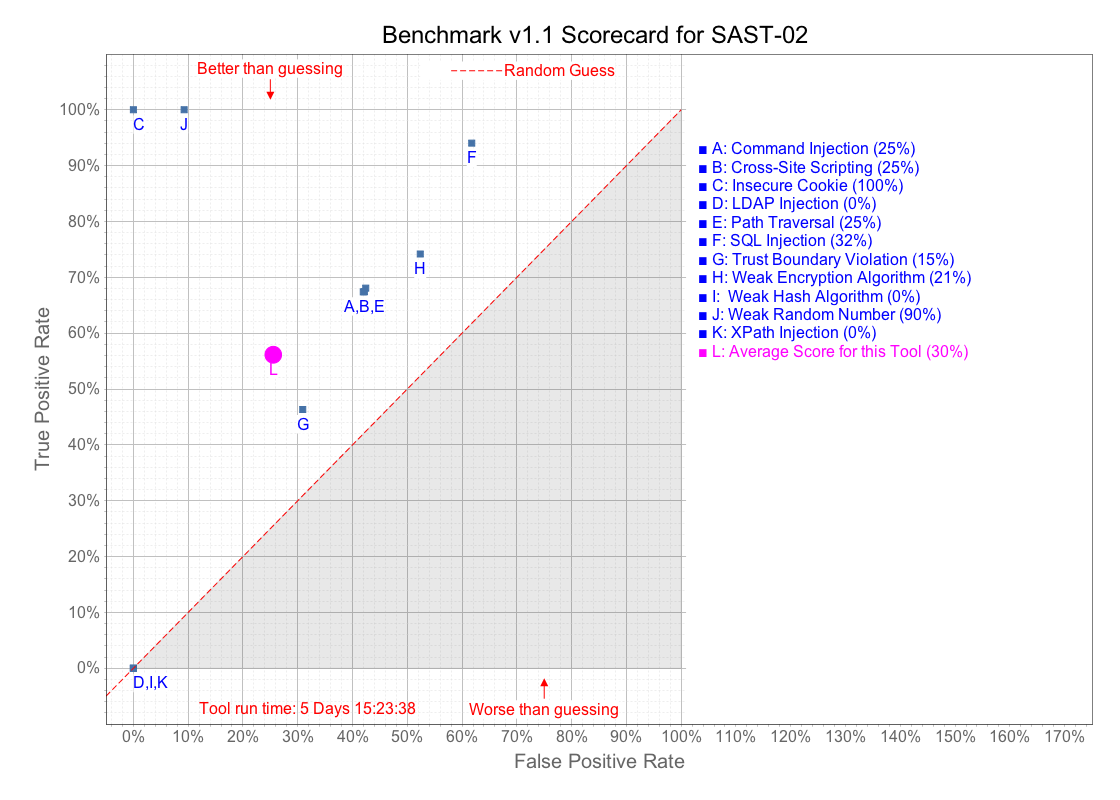 Benchmark v1.1 Scorecard for SAST-02
Better than guessing
Random Guess
100%
90%
80%
70%
60%
50%
40%
30%
20%
10%
0%
True Positive Rate
C
J
F
H
A,B,E
L
G
D,I,K
A: Command Injection (25%)
B: Cross-Site Scripting (25%)
C: Insecure Cookie (100%)
D: LDAP Injection (0%)
E: Path Traversal (25%)
F: SQL Injection (32%)
G: Trust Boundary Violation (15%)
H: Weak Encryption Algorithm (21%)
I: Weak Hash Algorithm (0%)
J: Weak Random Number (90%)
K: XPath Injection (0%)
L: Average Score for this Tool (30%)
Tool run time: 5 Days 15:23:38
Worse than guessing
0% 10% 20% 30% 40% 50% 60% 70% 80% 90% 100% 110% 120% 130% 140% 150% 160% 170%
False Positive Rate